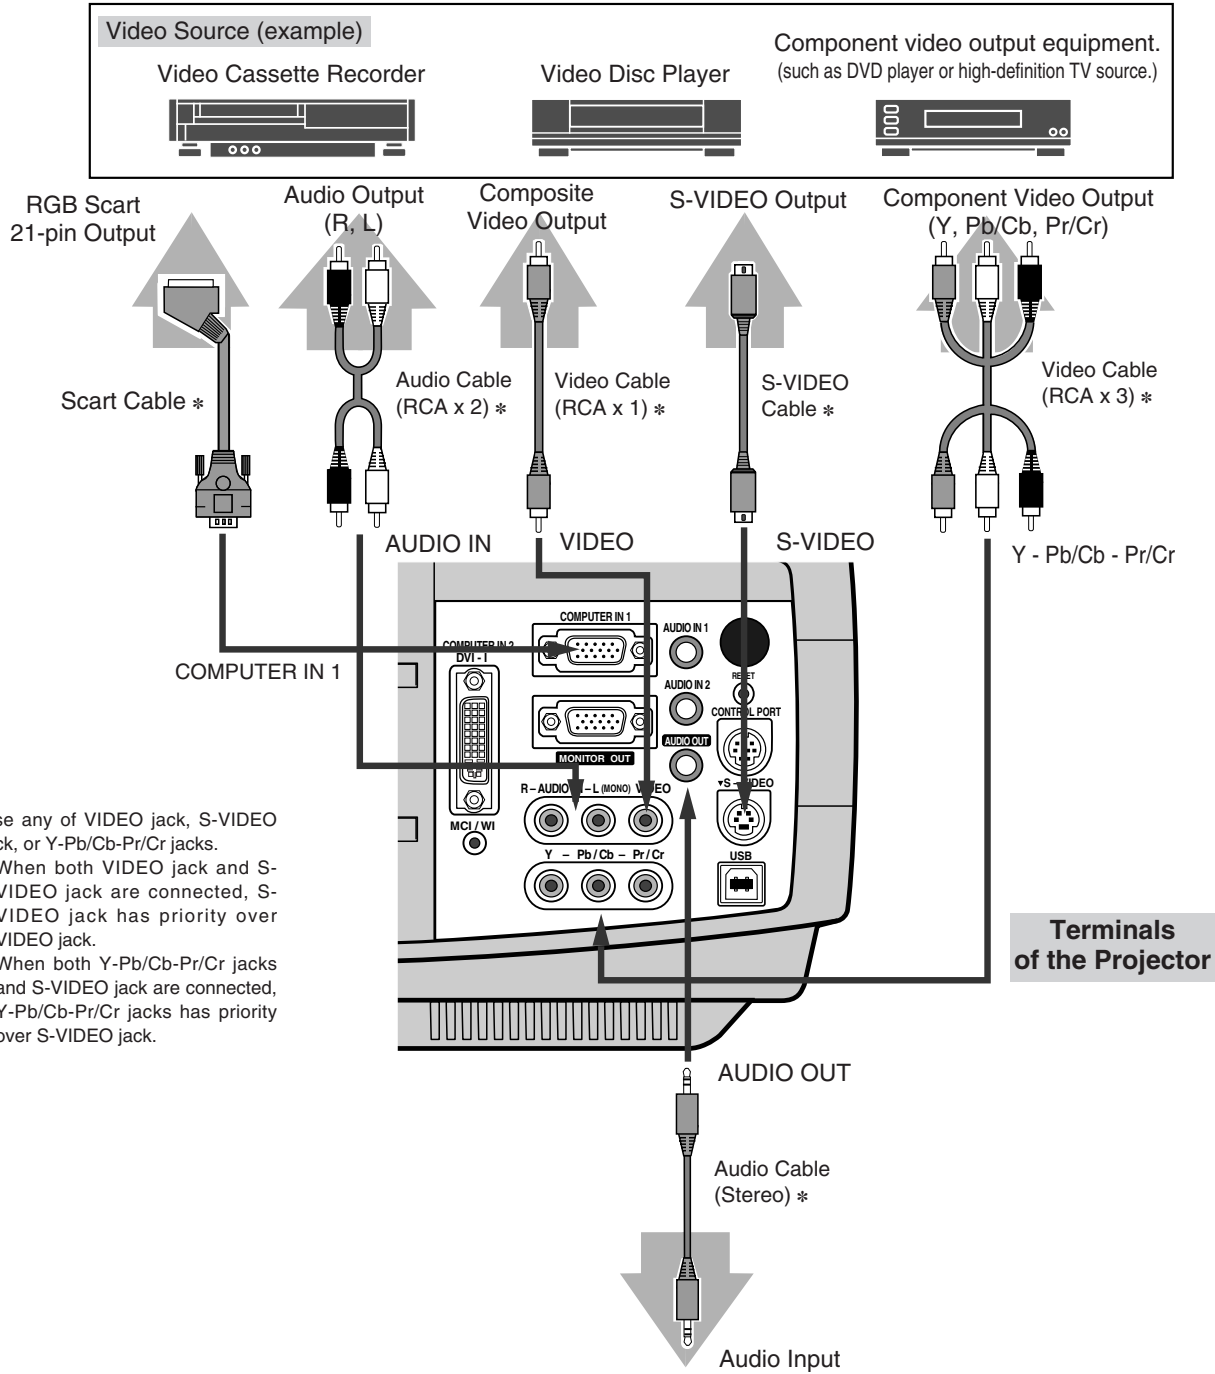 Video Source (example)
Video Cassette Recorder
Video Disc Player
Component video output equipment.
(such as DVD player or high-definition TV source.)
RGB Scart
21-pin Output
Audio Output
(R, L)
Composite
Video Output
S-VIDEO Output
Component Video Output
(Y, Pb/Cb, Pr/Cr)
Scart Cable ✻
Audio Cable
(RCA x 2) ✻
Video Cable
(RCA x 1) ✻
S-VIDEO
Cable ✻
Video Cable
(RCA x 3) ✻
AUDIO IN
VIDEO
S-VIDEO
Y - Pb/Cb - Pr/Cr
COMPUTER IN 1
COMPUTER IN 1
COMPUTER IN 2
DVI - I
AUDIO IN 1
RESET
AUDIO IN 2
CONTROL PORT
AUDIO OUT
MONITOR OUT
R – AUDIO IN – L (MONO) VIDEO
▼S – VIDEO
MCI / WI
Y – Pb / Cb – Pr / Cr
USB
se any of VIDEO jack, S-VIDEO
ck, or Y-Pb/Cb-Pr/Cr jacks.
When both VIDEO jack and S-
VIDEO jack are connected, S-
VIDEO jack has priority over
VIDEO jack.
When both Y-Pb/Cb-Pr/Cr jacks
and S-VIDEO jack are connected,
Y-Pb/Cb-Pr/Cr jacks has priority
over S-VIDEO jack.
Terminals
of the Projector
AUDIO OUT
Audio Cable
(Stereo) ✻
Audio Input